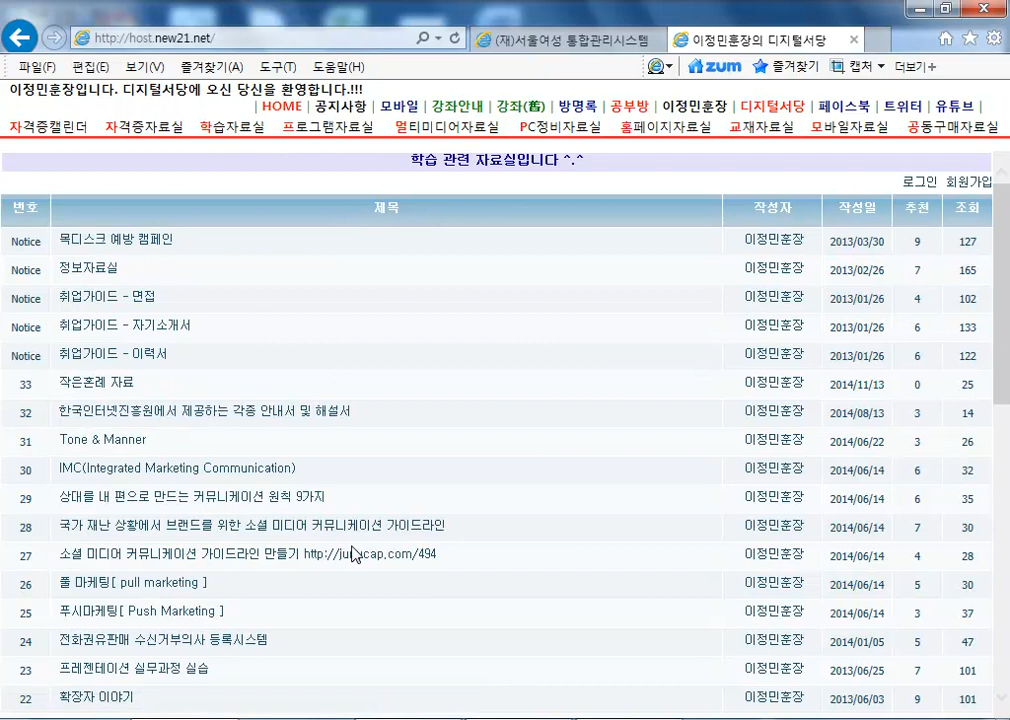 http://host.new21.net/
(재)서울여성 통합관리시스템
이정민훈장의 디지털서당
파일(F) 편집(E) 보기(V) 즐겨찾기(A) 도구(T) 도움말(H)
zum 즐겨찾기 캡처 더보기+
이정민훈장입니다. 디지털서당에 오신 당신을 환영합니다.!!!
| HOME | 공지사항 | 모바일 | 강좌안내 | 강좌(舊) | 방명록 | 공부방 | 이정민훈장 | 디지털서당 | 페이스북 | 트위터 | 유튜브 |
자격증캘린더 자격증자료실 학습자료실 프로그램자료실 멀티미디어자료실 PC정비자료실 홈페이지자료실 교재자료실 모바일자료실 공동구매자료실
학습 관련 자료실입니다 ^.^
로그인 회원가입
번호 제목 작성자 작성일 추천 조회
Notice 목디스크 예방 캠페인 이정민훈장 2013/03/30 9 127
Notice 정보자료실 이정민훈장 2013/02/26 7 165
Notice 취업가이드 - 면접 이정민훈장 2013/01/26 4 102
Notice 취업가이드 - 자기소개서 이정민훈장 2013/01/26 6 133
Notice 취업가이드 - 이력서 이정민훈장 2013/01/26 6 122
33 작은혼례 자료 이정민훈장 2014/11/13 0 25
32 한국인터넷진흥원에서 제공하는 각종 안내서 및 해설서 이정민훈장 2014/08/13 3 14
31 Tone & Manner 이정민훈장 2014/06/22 3 26
30 IMC(Integrated Marketing Communication) 이정민훈장 2014/06/14 6 32
29 상대를 내 편으로 만드는 커뮤니케이션 원칙 9가지 이정민훈장 2014/06/14 6 35
28 국가 재난 상황에서 브랜드를 위한 소셜 미디어 커뮤니케이션 가이드라인 이정민훈장 2014/06/14 7 30
27 소셜 미디어 커뮤니케이션 가이드라인 만들기 이정민훈장 2014/06/14 4 28
26 풀 마케팅[ pull marketing ] 이정민훈장 2014/06/14 5 30
25 푸시마케팅[ Push Marketing ] 이정민훈장 2014/06/14 3 37
24 전화권유판매 수신거부의사 등록시스템 이정민훈장 2014/01/05 5 47
23 프레젠테이션 실무과정 실습 이정민훈장 2013/06/25 7 101
22 확장자 이야기 이정민훈장 2013/06/03 9 101